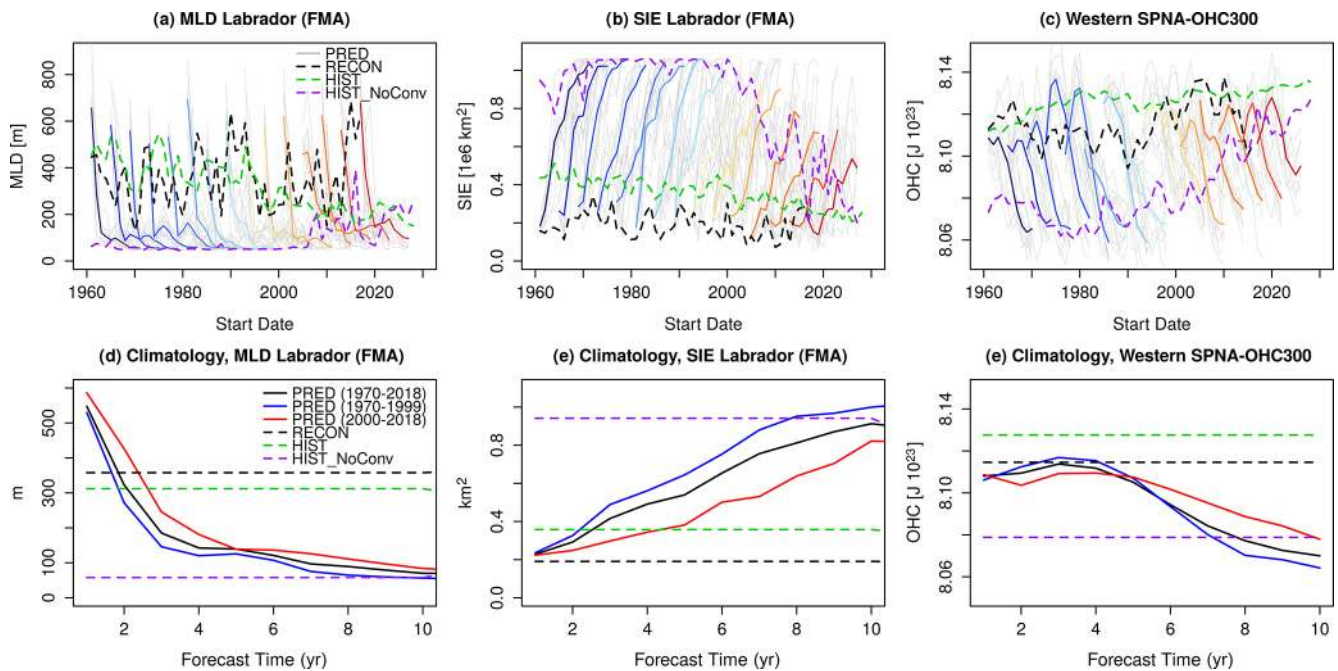 (a) MLD Labrador (FMA)
MLD [m]
0 200 400 600 800
PRED
RECON
HIST
HIST_NoConv
1960 1980 2000 2020
Start Date
(b) SIE Labrador (FMA)
SIE [1e6 km²]
0.0 0.4 0.8
1960 1980 2000 2020
Start Date
(c) Western SPNA-OHC300
OHC [J 10²³]
8.06 8.10 8.14
1960 1980 2000 2020
Start Date
(d) Climatology, MLD Labrador (FMA)
m
0 100 300 500
PRED (1970-2018)
PRED (1970-1999)
PRED (2000-2018)
RECON
HIST
HIST_NoConv
2 4 6 8 10
Forecast Time (yr)
(e) Climatology, SIE Labrador (FMA)
km2
0.0 0.4 0.8
2 4 6 8 10
Forecast Time (yr)
(e) Climatology, Western SPNA-OHC300
OHC [J 10²³]
8.06 8.10 8.14
2 4 6 8 10
Forecast Time (yr)